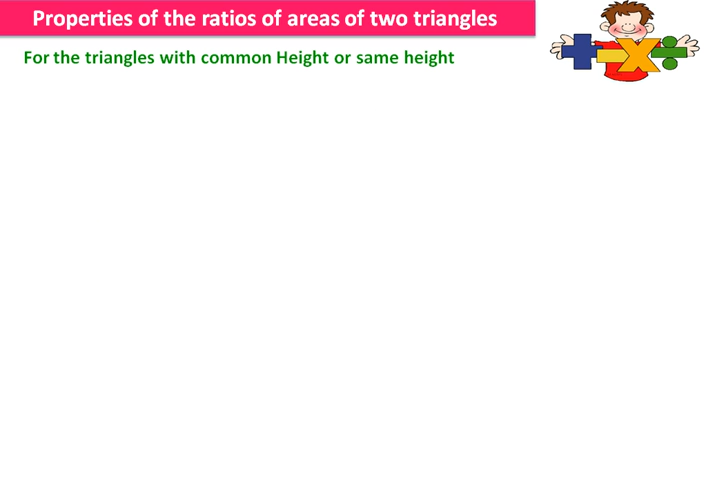 Properties of the ratios of areas of two triangles
For the triangles with common Height or same height